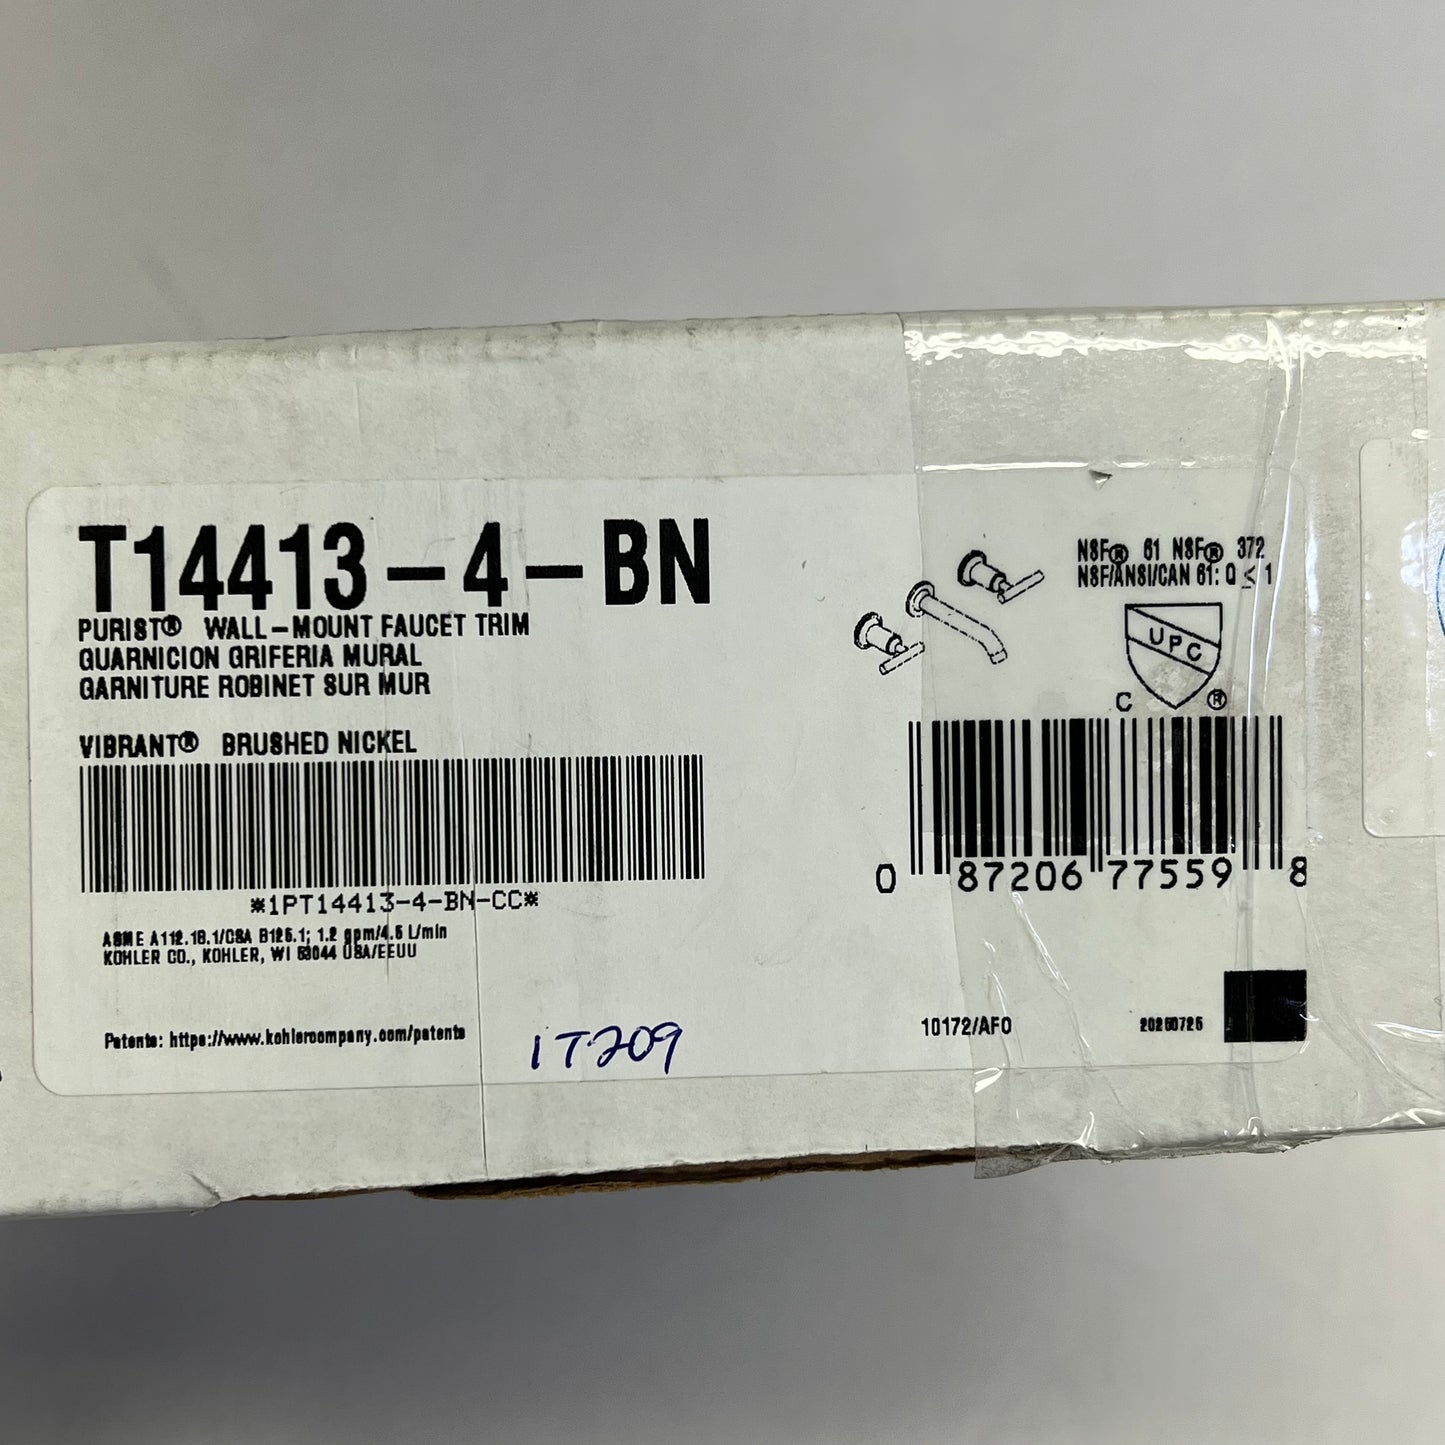 T14413-4-BN
PURIST® WALL-MOUNT FAUCET TRIM
GUARNICION GRIFERIA MURAL
GARNITURE ROBINET SUR MUR
VIBRANT® BRUSHED NICKEL
*1PT14413-4-BN-CC*
ASME A112.18.1/CSA B125.1; 1.2 gpm/4.5 L/min
KOHLER CO., KOHLER, WI 53044 USA/EEUU
Patents: https://www.kohlercompany.com/patents
1T209
NSF® 61 NSF® 372
NSF/ANSI/CAN 61: Q ≤ 1
UPC
C ®
0 87206 77559 8
10172/AFO